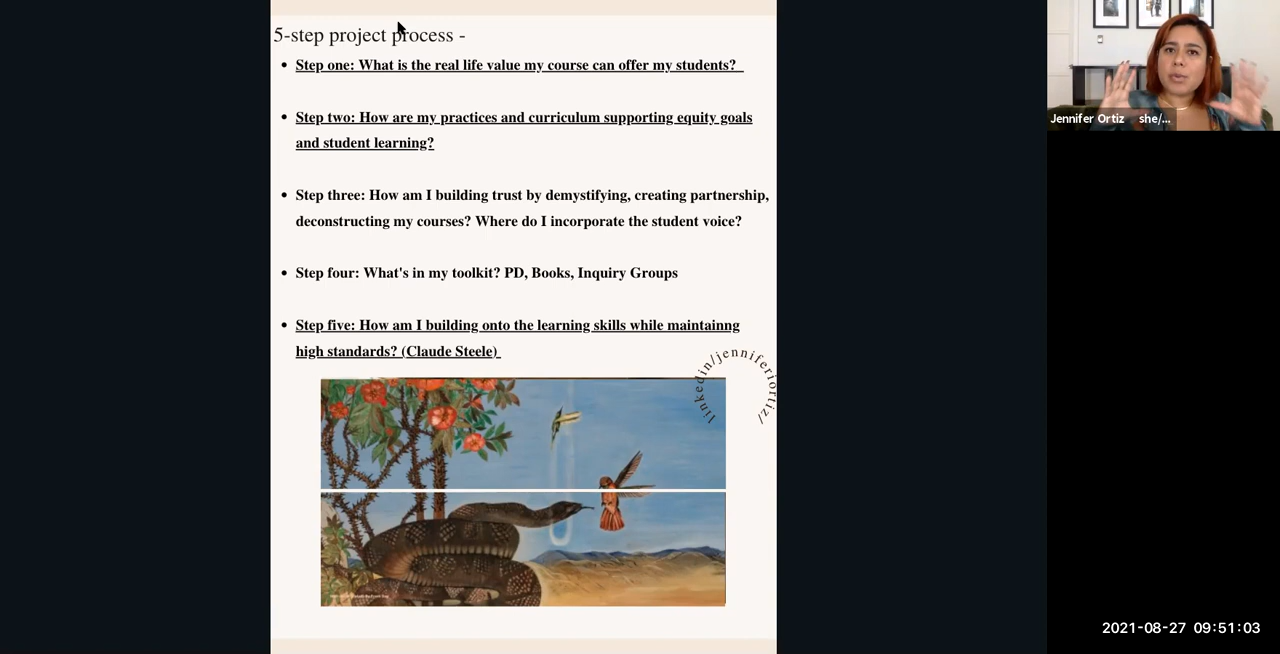 5-step project process -
• Step one: What is the real life value my course can offer my students?
• Step two: How are my practices and curriculum supporting equity goals
and student learning?
• Step three: How am I building trust by demystifying, creating partnership,
deconstructing my courses? Where do I incorporate the student voice?
• Step four: What's in my toolkit? PD, Books, Inquiry Groups
• Step five: How am I building onto the learning skills while maintainng
high standards? (Claude Steele)
linkedin/jenniferiortiz/
Jennifer Ortiz she/...
2021-08-27 09:51:03